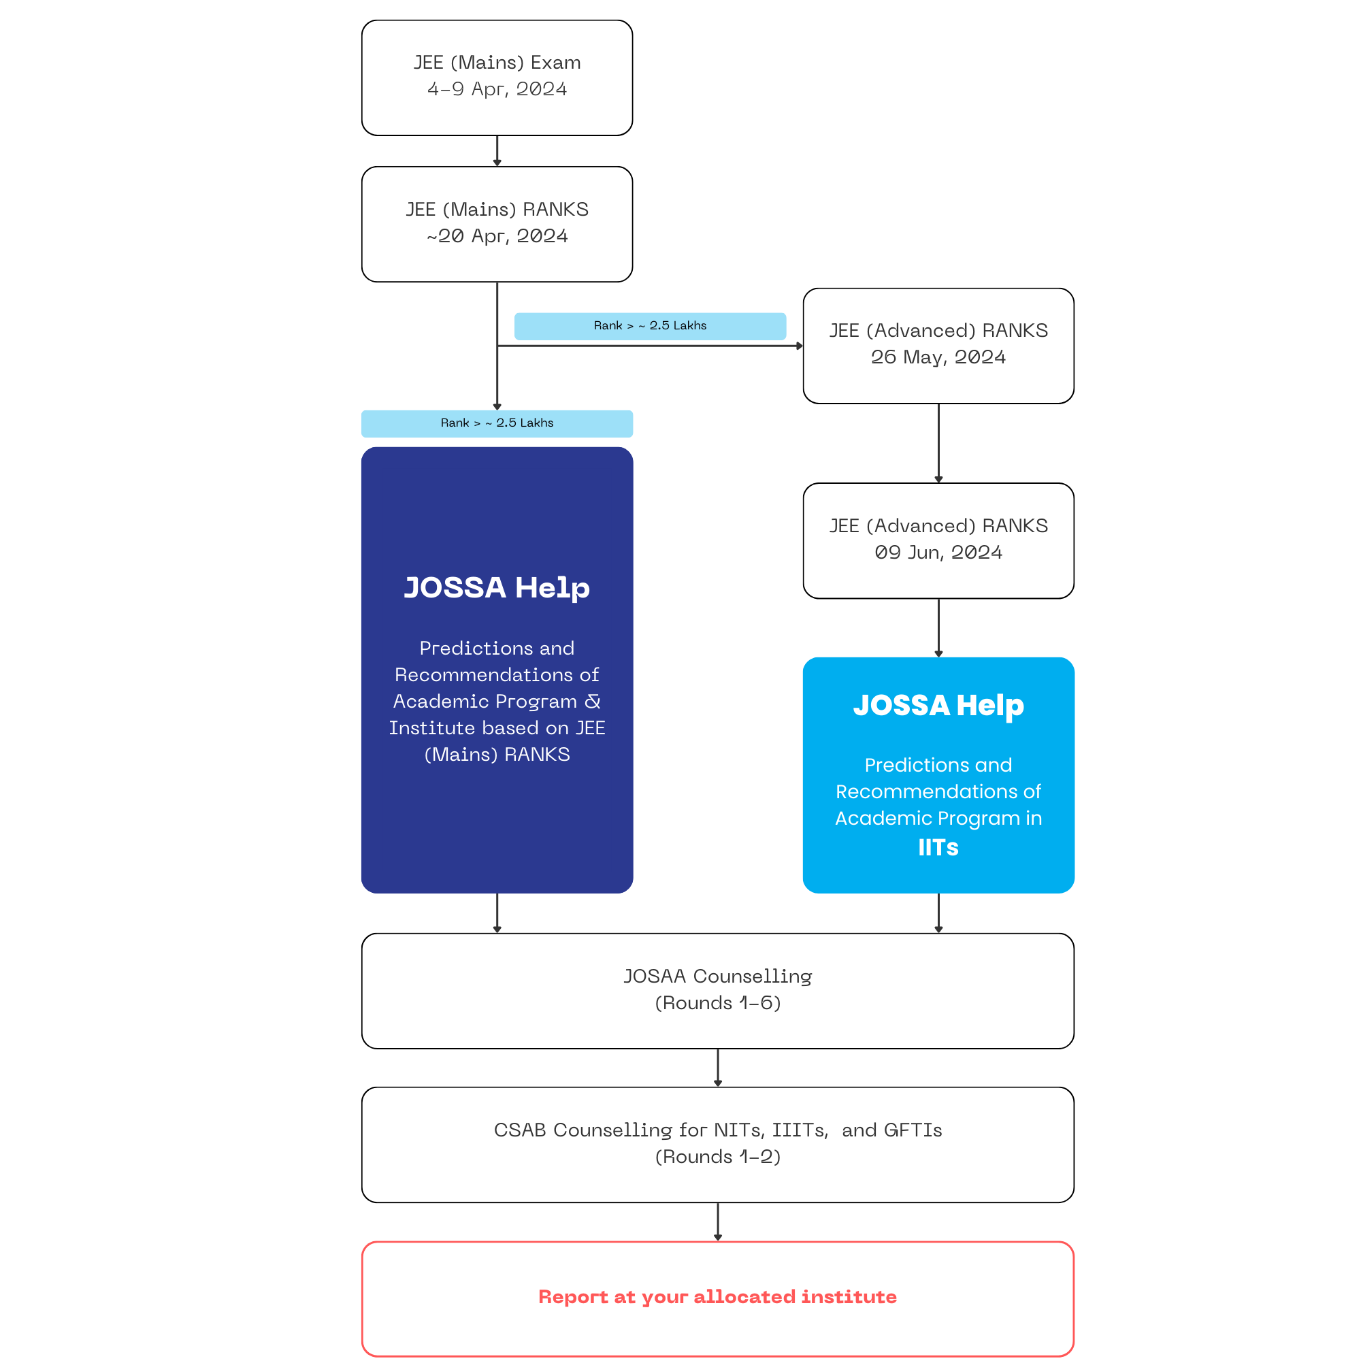 JEE (Mains) Exam
4-9 Apr, 2024
JEE (Mains) RANKS
~20 Apr, 2024
Rank > ~ 2.5 Lakhs
JEE (Advanced) RANKS
26 May, 2024
Rank > ~ 2.5 Lakhs
JOSSA Help
Predictions and
Recommendations of
Academic Program &
Institute based on JEE
(Mains) RANKS
JEE (Advanced) RANKS
09 Jun, 2024
JOSSA Help
Predictions and
Recommendations of
Academic Program in
IITs
JOSAA Counselling
(Rounds 1-6)
CSAB Counselling for NITs, IIITs,  and GFTIs
(Rounds 1-2)
Report at your allocated institute